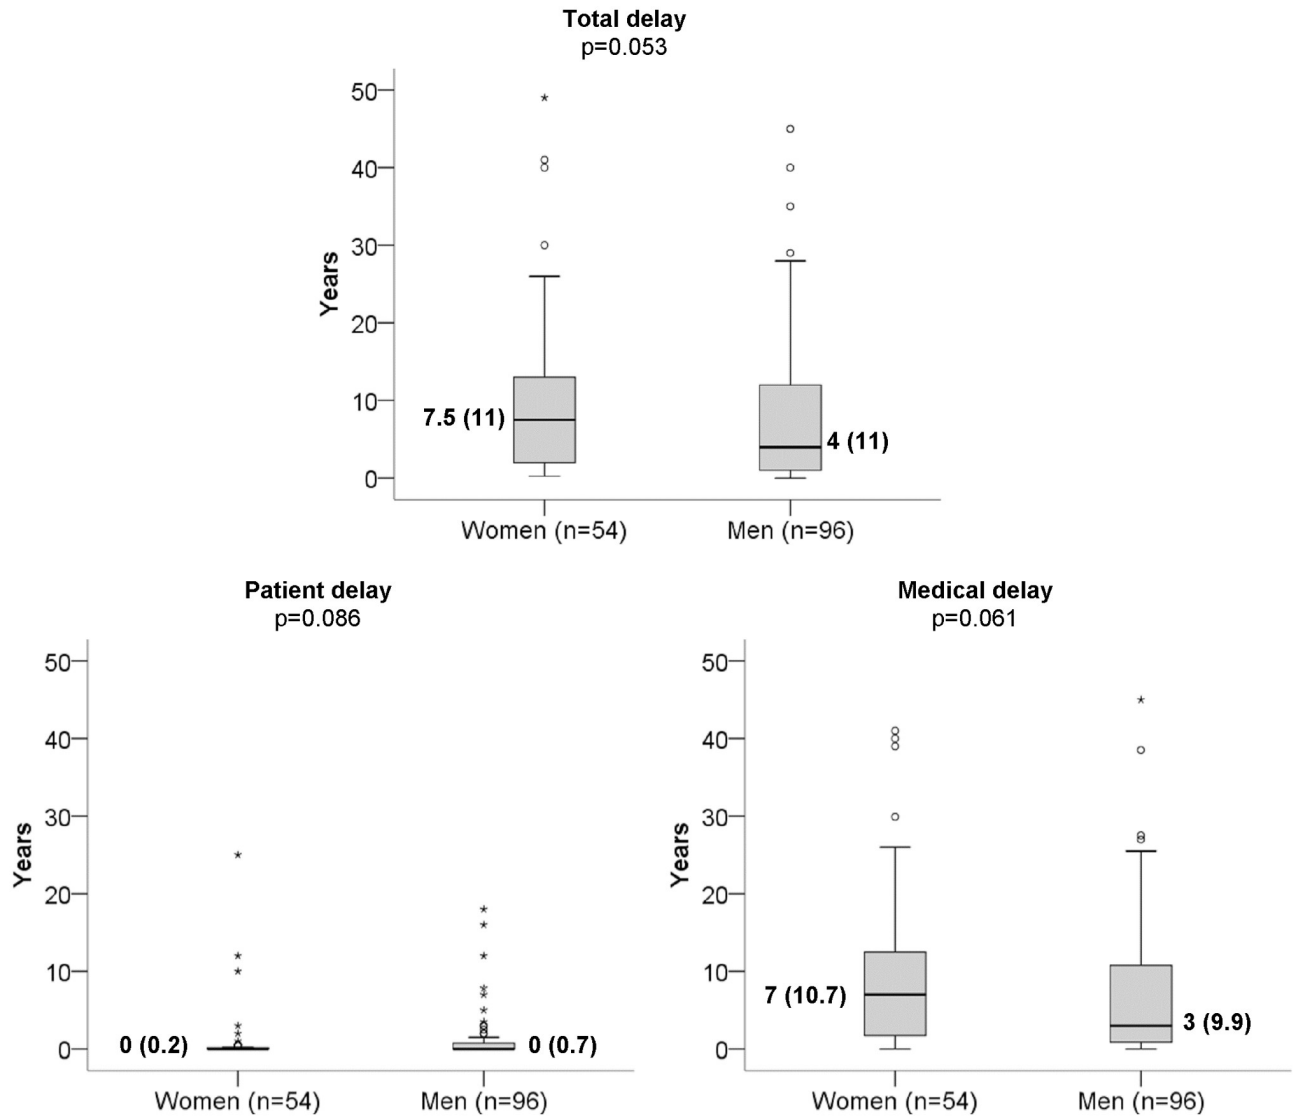 Total delay
p=0.053
Years
50
40
30
20
10
0
7.5 (11)
4 (11)
Women (n=54)
Men (n=96)
Patient delay
p=0.086
Years
50
40
30
20
10
0
0 (0.2)
0 (0.7)
Women (n=54)
Men (n=96)
Medical delay
p=0.061
Years
50
40
30
20
10
0
7 (10.7)
3 (9.9)
Women (n=54)
Men (n=96)